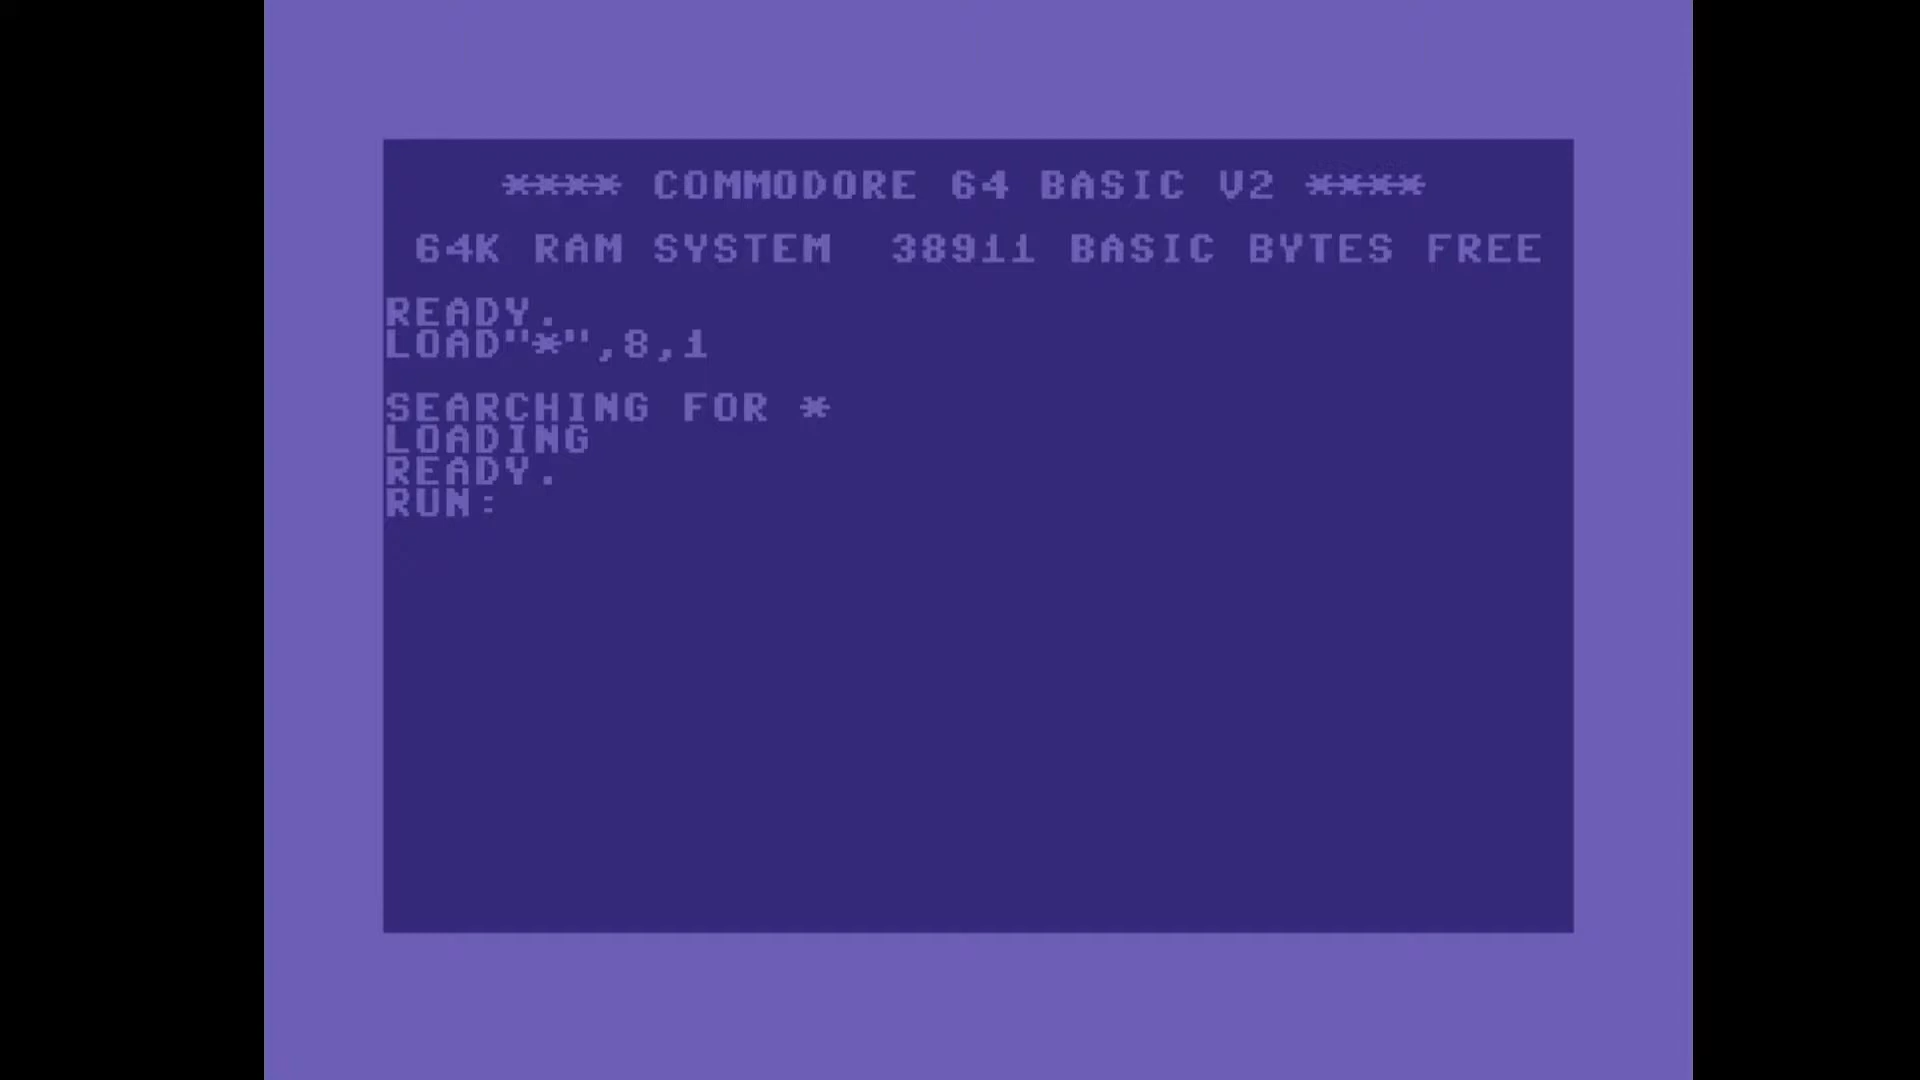 **** COMMODORE 64 BASIC V2 ****
64K RAM SYSTEM  38911 BASIC BYTES FREE
READY.
LOAD"*",8,1
SEARCHING FOR *
LOADING
READY.
RUN: